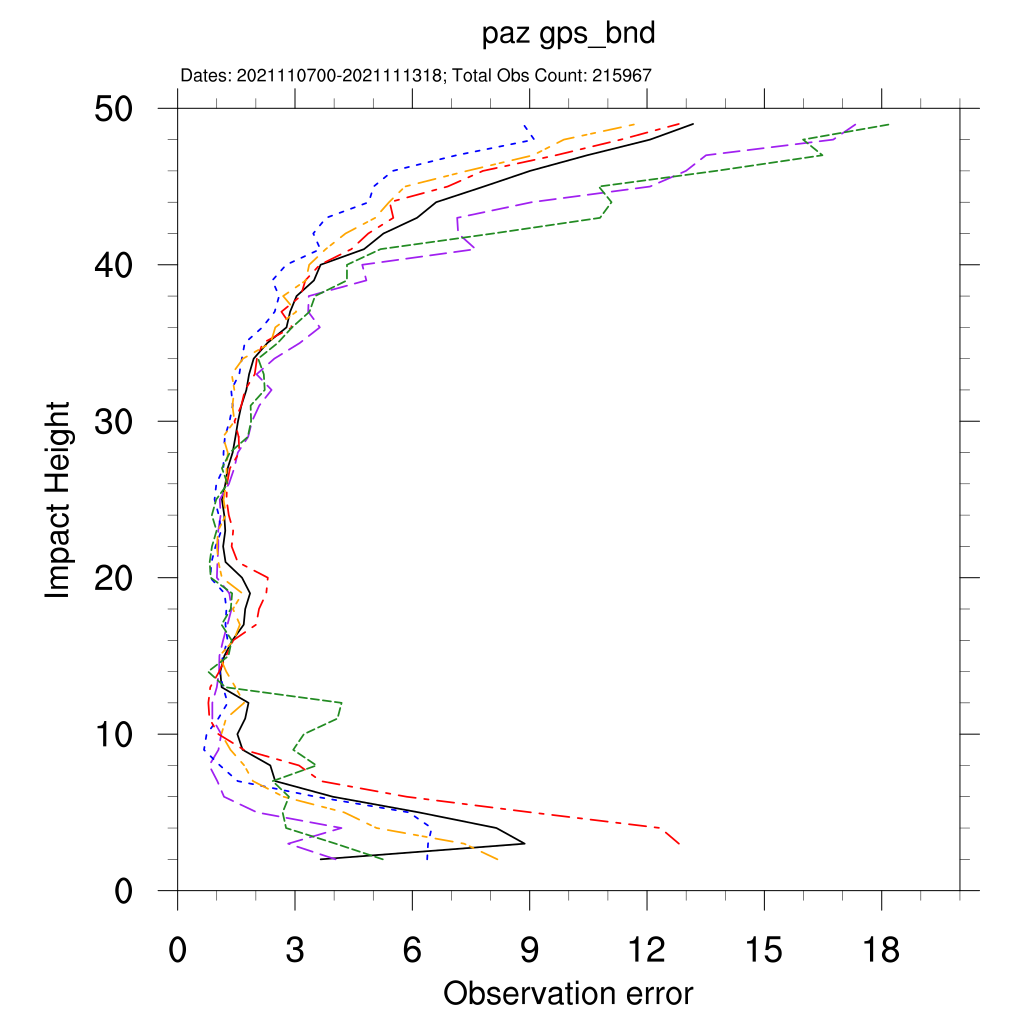 paz gps_bnd
Dates: 2021110700-2021111318; Total Obs Count: 215967
50
40
30
20
10
0
Impact Height
0 3 6 9 12 15 18
Observation error